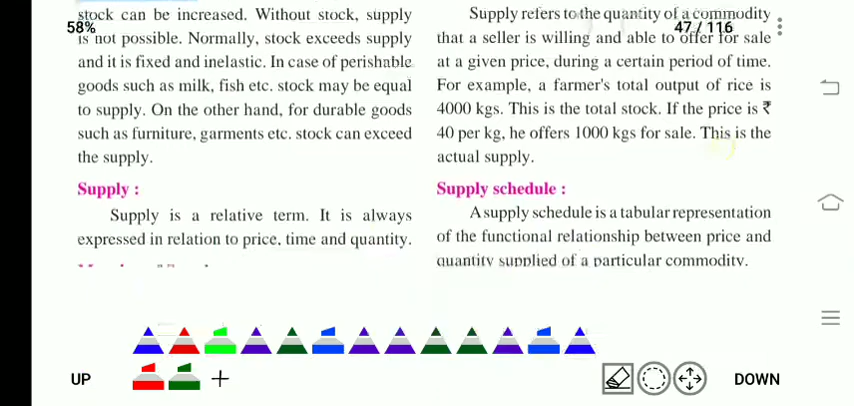 stock can be increased. Without stock, supply
is not possible. Normally, stock exceeds supply
and it is fixed and inelastic. In case of perishable
goods such as milk, fish etc. stock may be equal
to supply. On the other hand, for durable goods
such as furniture, garments etc. stock can exceed
the supply.
Supply :
Supply is a relative term. It is always
expressed in relation to price, time and quantity.
Supply refers to the quantity of a commodity
that a seller is willing and able to offer for sale
at a given price, during a certain period of time.
For example, a farmer's total output of rice is
4000 kgs. This is the total stock. If the price is ₹
40 per kg, he offers 1000 kgs for sale. This is the
actual supply.
Supply schedule :
A supply schedule is a tabular representation
of the functional relationship between price and
quantity supplied of a particular commodity.
58%
47 / 116
UP
DOWN